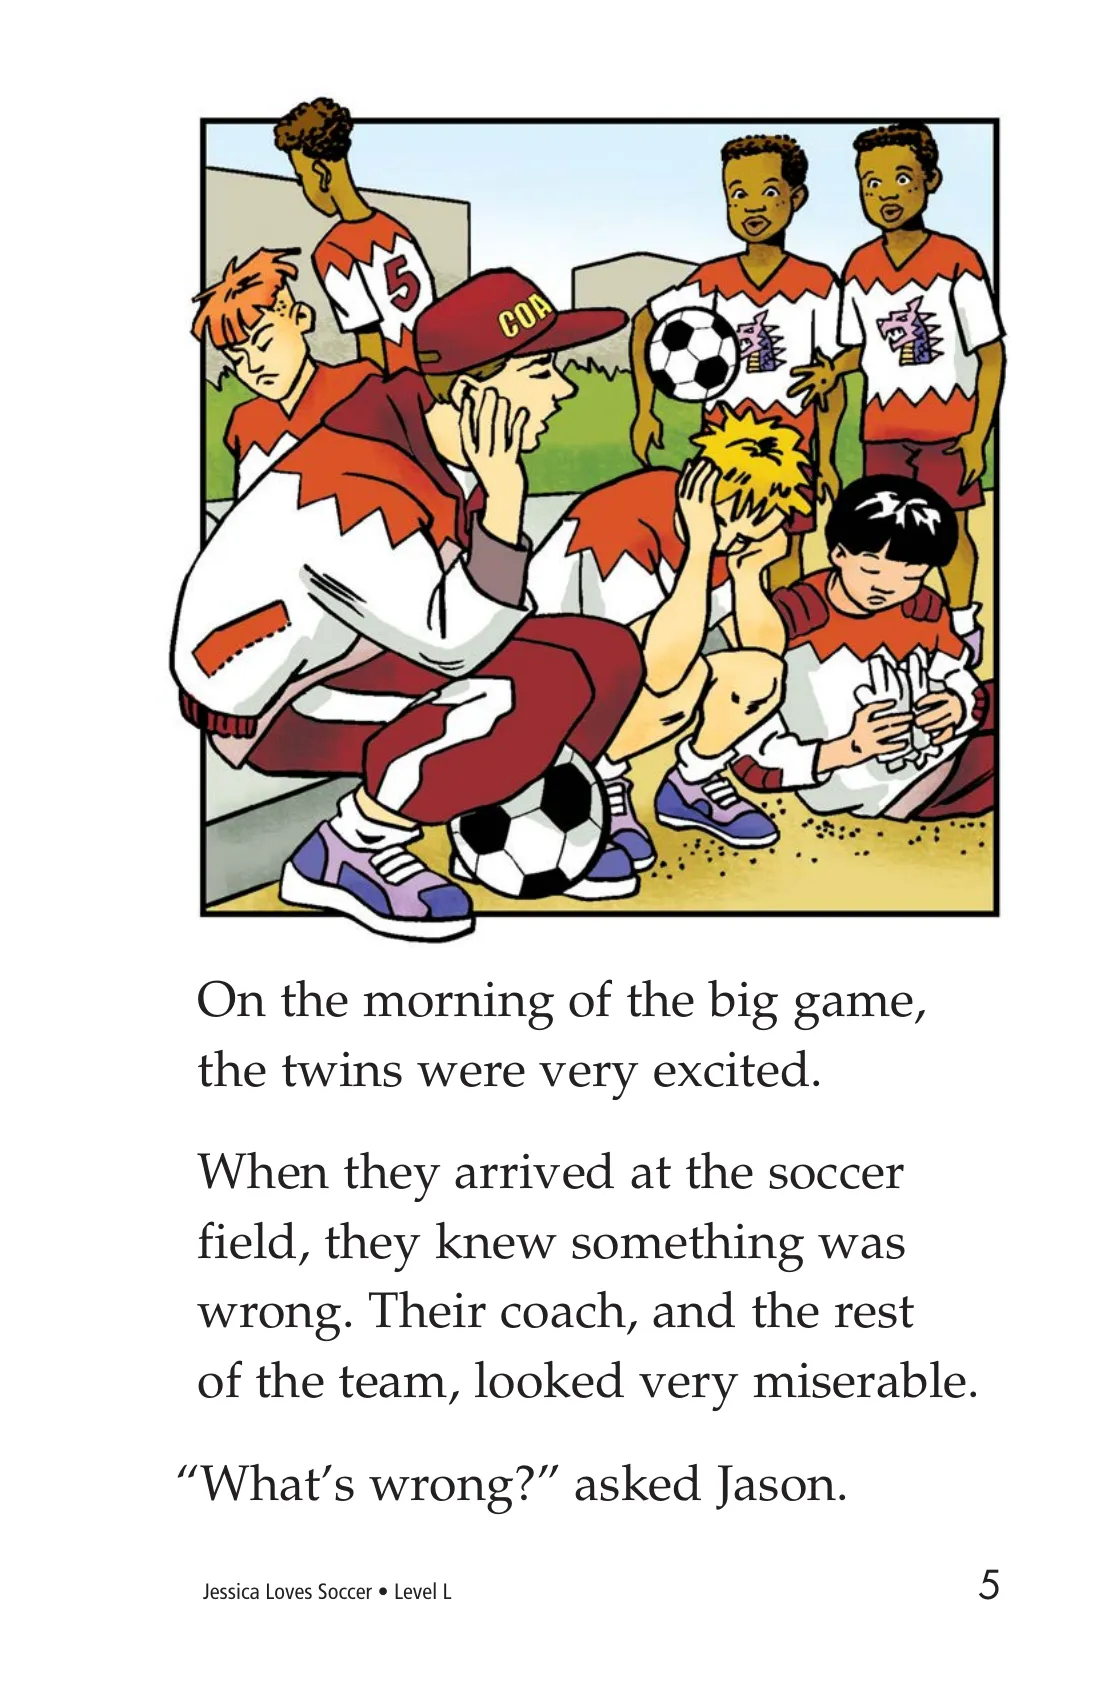 5
COA
On the morning of the big game,
the twins were very excited.
When they arrived at the soccer
field, they knew something was
wrong. Their coach, and the rest
of the team, looked very miserable.
“What’s wrong?” asked Jason.
Jessica Loves Soccer • Level L
5